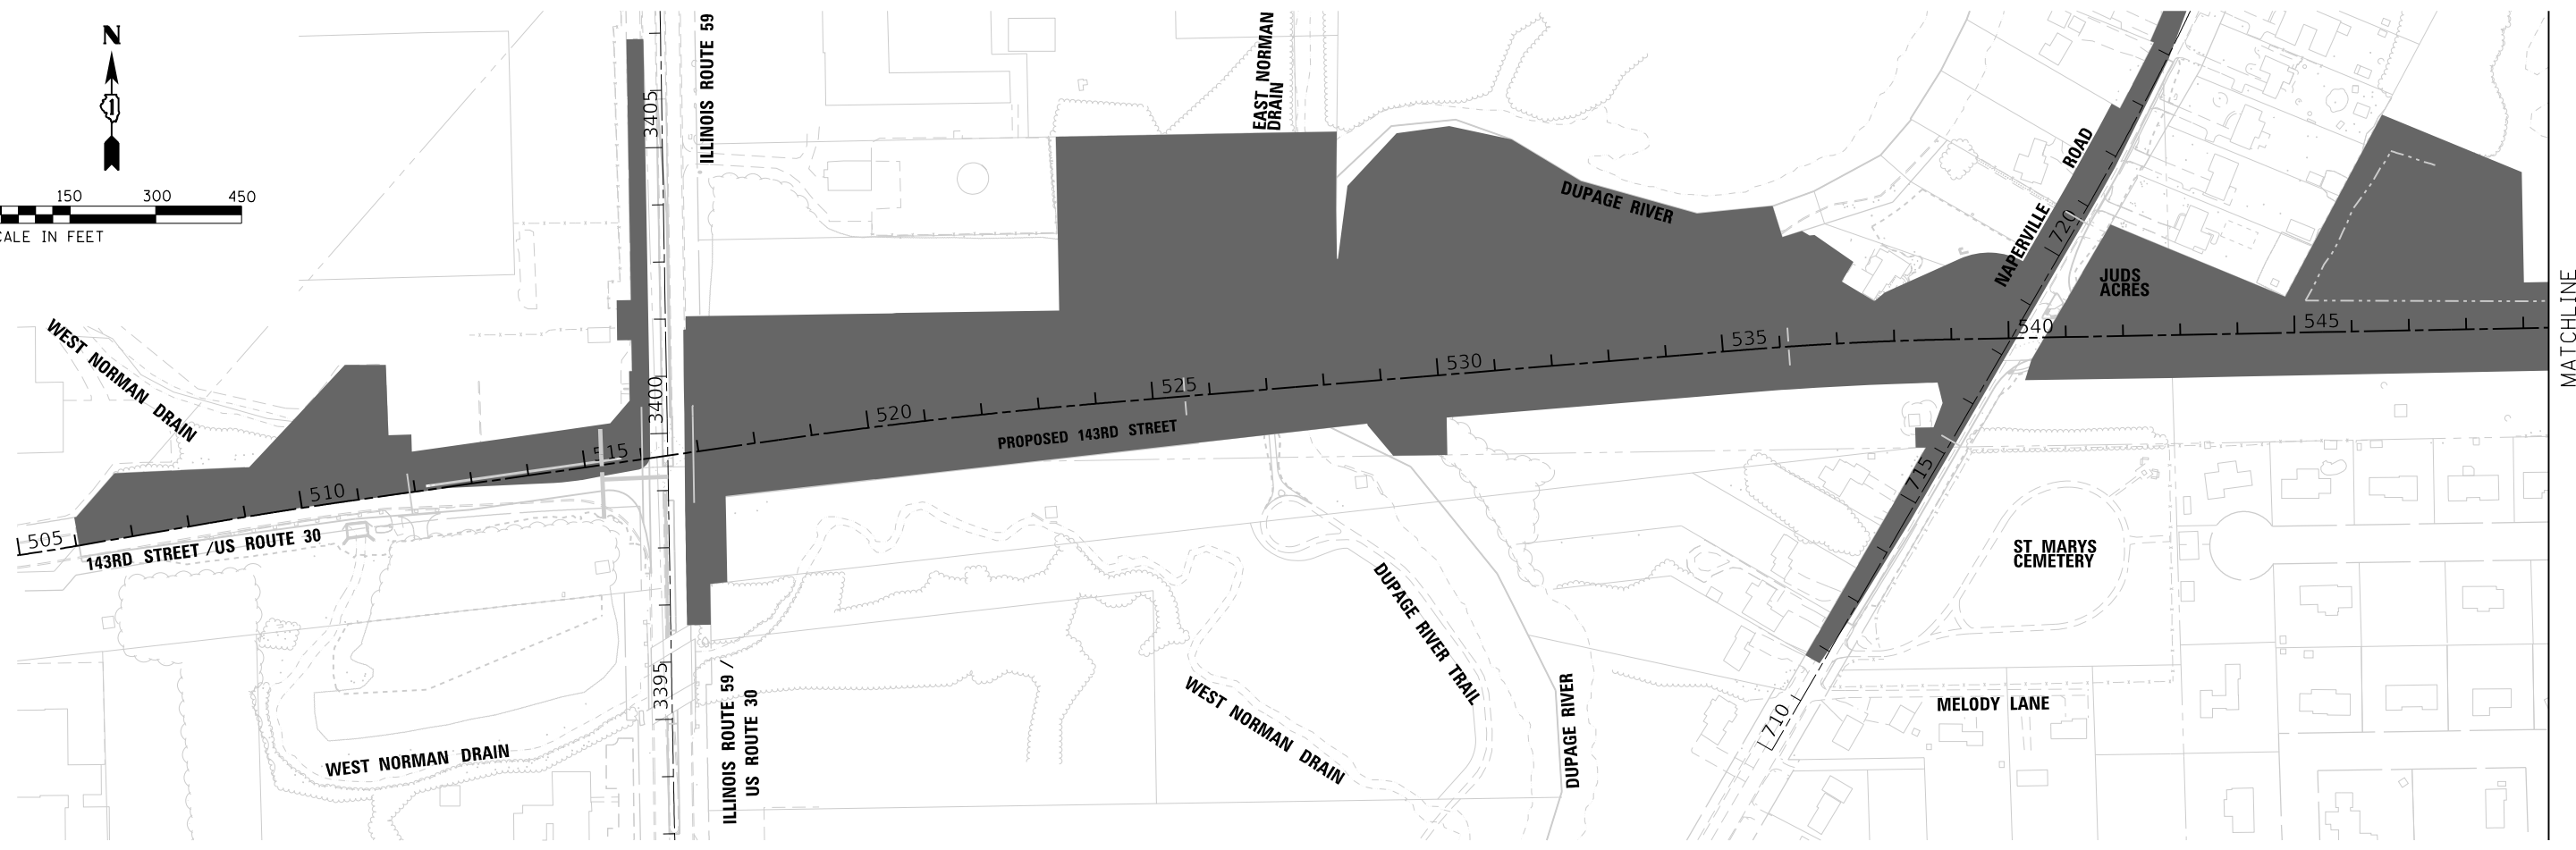 N
1
150 300 450
CALE IN FEET
WEST NORMAN DRAIN
505
510
515
143RD STREET / US ROUTE 30
WEST NORMAN DRAIN
ILLINOIS ROUTE 59
3405
3400
3395
ILLINOIS ROUTE 59 /
US ROUTE 30
EAST NORMAN
DRAIN
520
525
530
535
540
545
PROPOSED 143RD STREET
DUPAGE RIVER
WEST NORMAN DRAIN
DUPAGE RIVER TRAIL
DUPAGE RIVER
NAPERVILLE ROAD
720
715
710
JUDS
ACRES
ST MARYS
CEMETERY
MELODY LANE
MATCHLINE